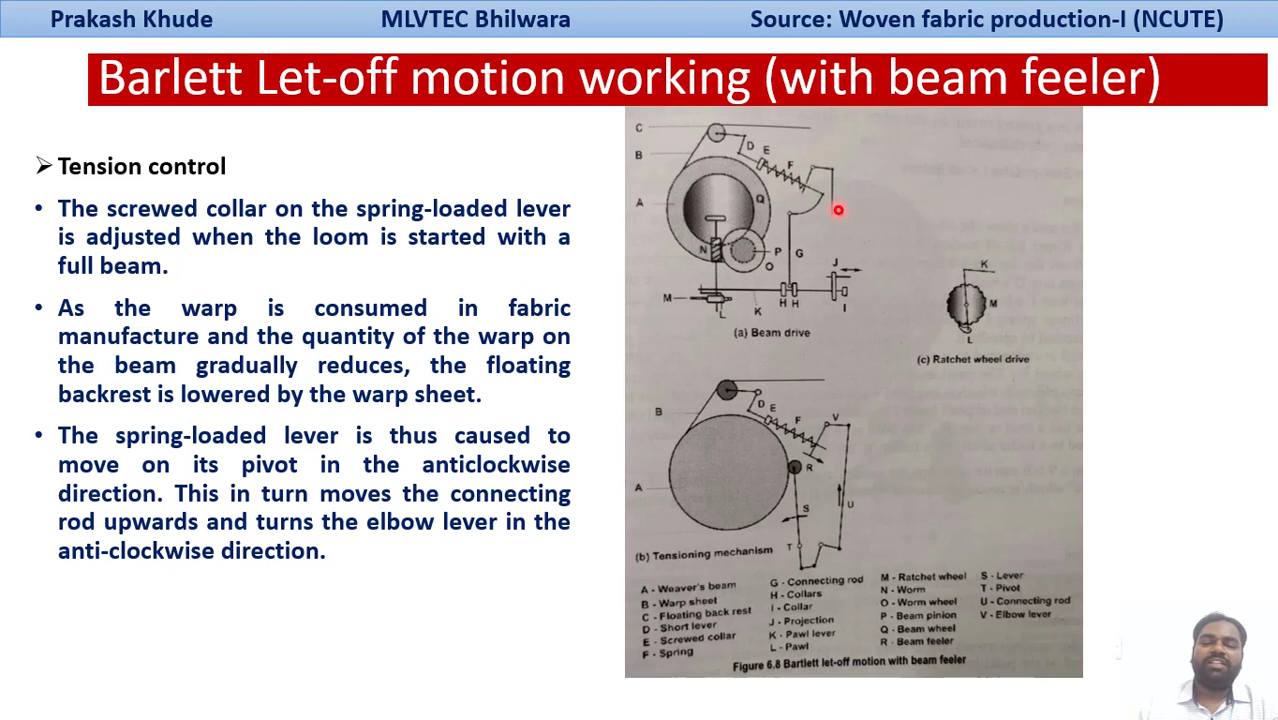 Prakash Khude MLVTEC Bhilwara Source: Woven fabric production-I (NCUTE)
Barlett Let-off motion working (with beam feeler)
Tension control
• The screwed collar on the spring-loaded lever
is adjusted when the loom is started with a
full beam.
• As the warp is consumed in fabric
manufacture and the quantity of the warp on
the beam gradually reduces, the floating
backrest is lowered by the warp sheet.
• The spring-loaded lever is thus caused to
move on its pivot in the anticlockwise
direction. This in turn moves the connecting
rod upwards and turns the elbow lever in the
anti-clockwise direction.
C
B
A
D
E
F
Q
N
P
O
G
J
M
L
K
H H
I
(a) Beam drive
K
M
L
(c) Ratchet wheel drive
B
A
D
E
F
V
R
S
U
T
(b) Tensioning mechanism
A - Weaver's beam
B - Warp sheet
C - Floating back rest
D - Short lever
E - Screwed collar
F - Spring
G - Connecting rod
H - Collars
I - Collar
J - Projection
K - Pawl lever
L - Pawl
M - Ratchet wheel
N - Worm
O - Worm wheel
P - Beam pinion
Q - Beam wheel
R - Beam feeler
S - Lever
T - Pivot
U - Connecting rod
V - Elbow lever
Figure 6.8 Bartlett let-off motion with beam feeler